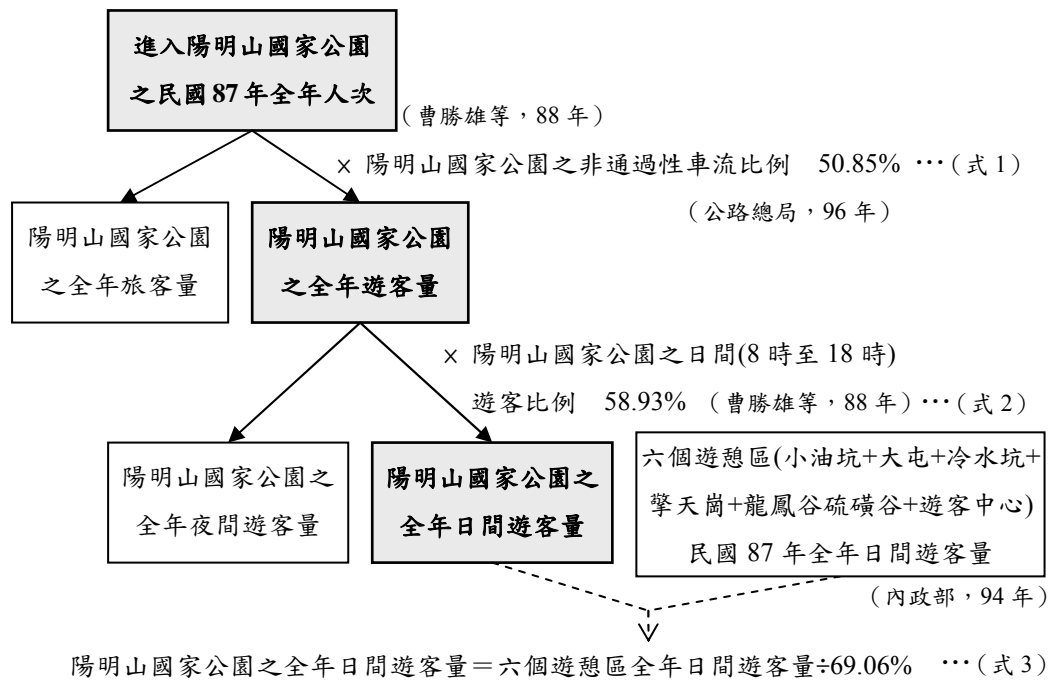 進入陽明山國家公園
之民國87年全年人次
（曹勝雄等，88年）
× 陽明山國家公園之非通過性車流比例 50.85% …（式1）
（公路總局，96年）
陽明山國家公園
之全年旅客量
陽明山國家公園
之全年遊客量
× 陽明山國家公園之日間(8時至18時)
遊客比例 58.93% （曹勝雄等，88年）…（式2）
陽明山國家公園之
全年夜間遊客量
陽明山國家公園之
全年日間遊客量
六個遊憩區(小油坑+大屯+冷水坑+
擎天崗+龍鳳谷硫磺谷+遊客中心)
民國87年全年日間遊客量
（內政部，94年）
陽明山國家公園之全年日間遊客量＝六個遊憩區全年日間遊客量÷69.06% …（式3）